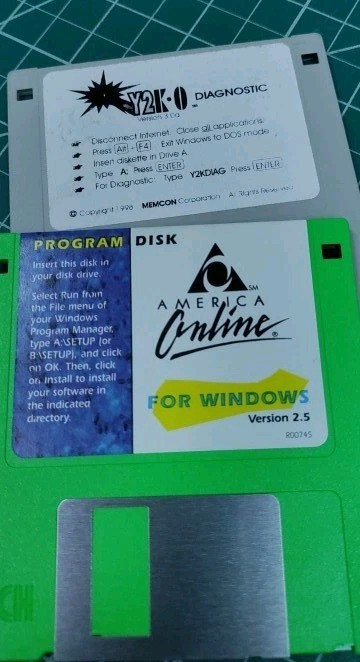 Y2K-0 DIAGNOSTIC
Version 3.0a
Disconnect Internet. Close all applications.
Press Alt + F4 Exit Windows to DOS mode
Insert diskette in Drive A
Type A: Press ENTER
For Diagnostic: Type Y2KDIAG Press ENTER
© Copyright 1998 MEMCON Corporation All Rights Reserved
PROGRAM DISK
Insert this disk in
your disk drive.
Select Run from
the File menu of
your Windows
Program Manager,
type A:\SETUP (or
B:\SETUP), and click
on OK. Then, click
on Install to install
your software in
the indicated
directory.
AMERICA
Online
SM
®
FOR WINDOWS
Version 2.5
R00745